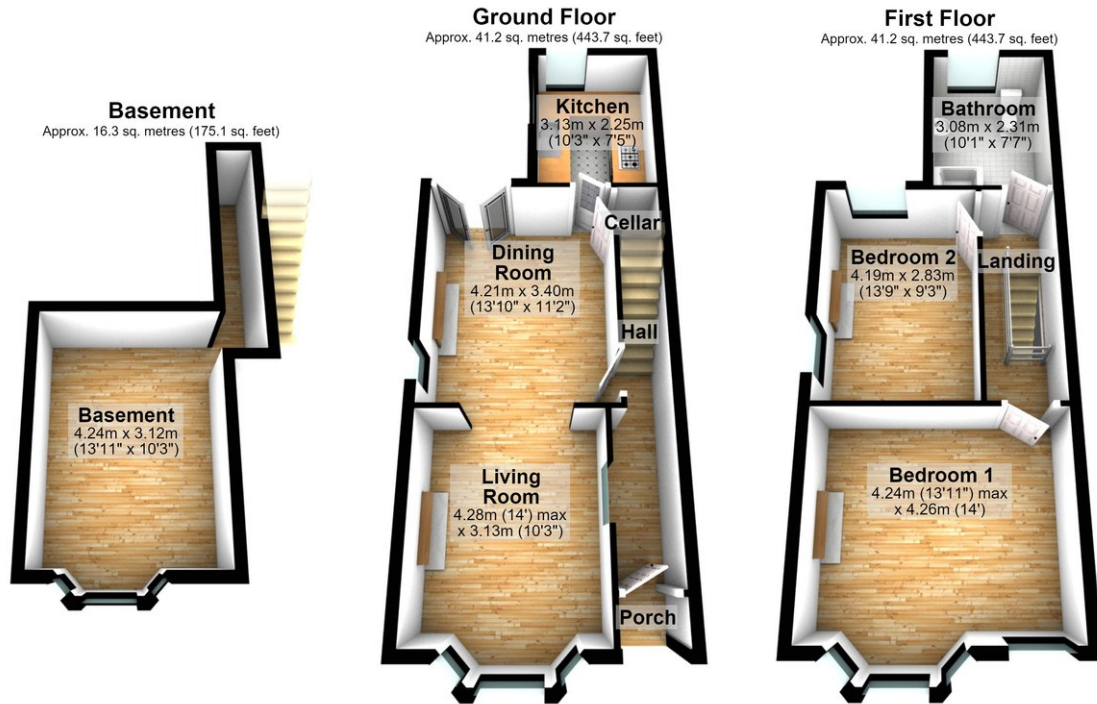 Basement
Approx. 16.3 sq. metres (175.1 sq. feet)
Basement
4.24m x 3.12m
(13'11" x 10'3")
Ground Floor
Approx. 41.2 sq. metres (443.7 sq. feet)
Kitchen
3.13m x 2.25m
(10'3" x 7'5")
Cellar
Dining
Room
4.21m x 3.40m
(13'10" x 11'2")
Hall
Living
Room
4.28m (14') max
x 3.13m (10'3")
Porch
First Floor
Approx. 41.2 sq. metres (443.7 sq. feet)
Bathroom
3.08m x 2.31m
(10'1" x 7'7")
Bedroom 2
4.19m x 2.83m
(13'9" x 9'3")
Landing
Bedroom 1
4.24m (13'11") max
x 4.26m (14')